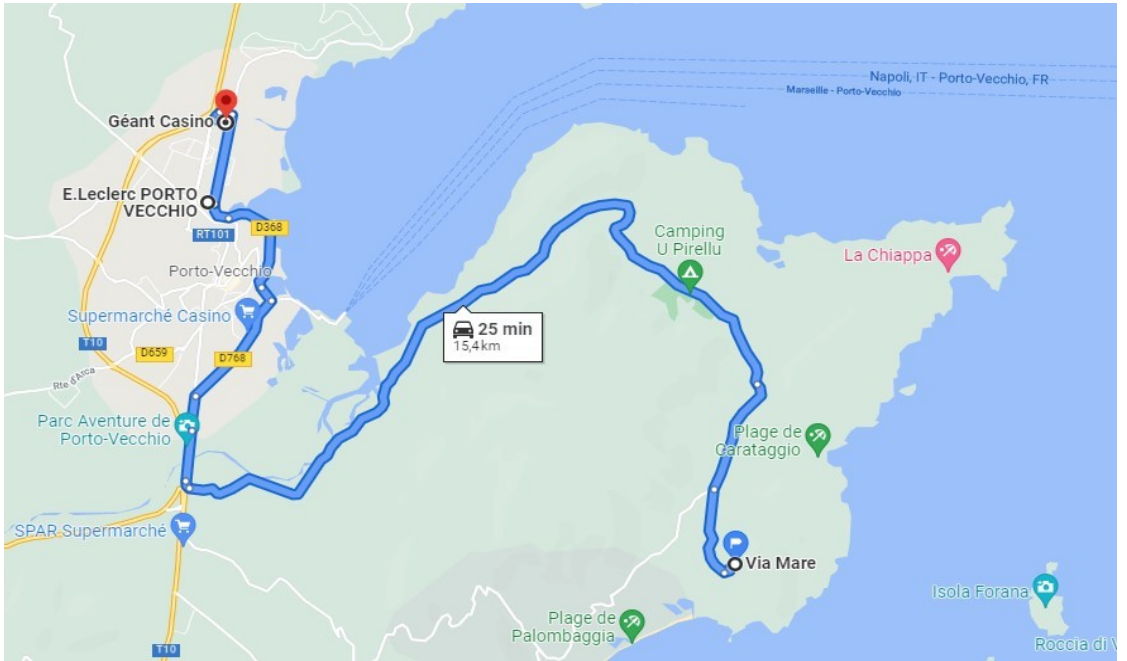 Napoli, IT - Porto-Vecchio, FR
Marseille - Porto-Vecchio
Géant Casino
E.Leclerc PORTO
VECCHIO
D368
RT101
Camping
U Pirellu
La Chiappa
Porto-Vecchio
Supermarché Casino
25 min
15,4 km
T10
D659
D768
Rte d'Arca
Parc Aventure de
Porto-Vecchio
Plage de
Carataggio
SPAR Supermarché
Via Mare
Isola Forana
Plage de
Palombaggia
Roccia di
T10